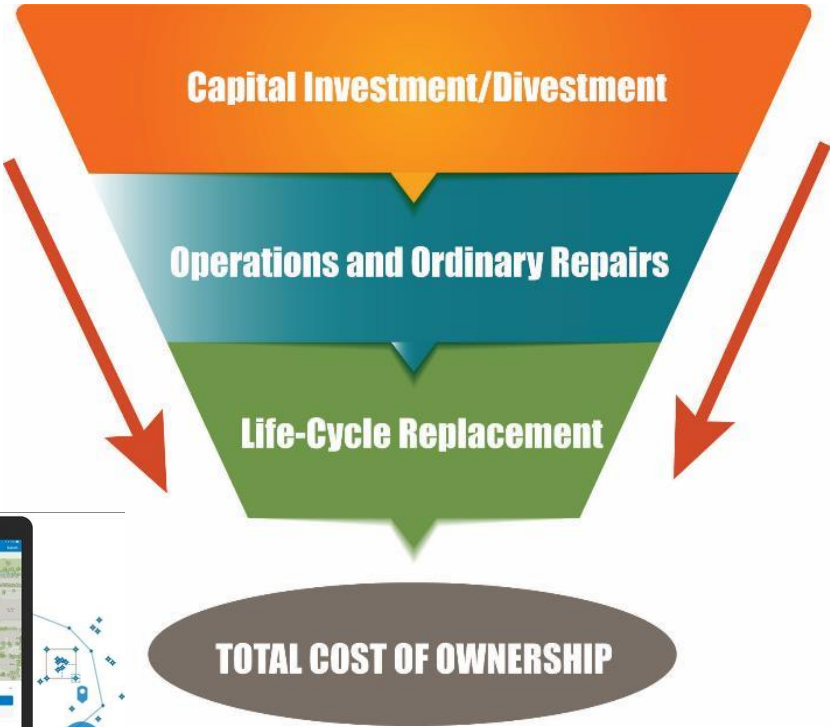 Capital Investment/Divestment
Operations and Ordinary Repairs
Life-Cycle Replacement
TOTAL COST OF OWNERSHIP